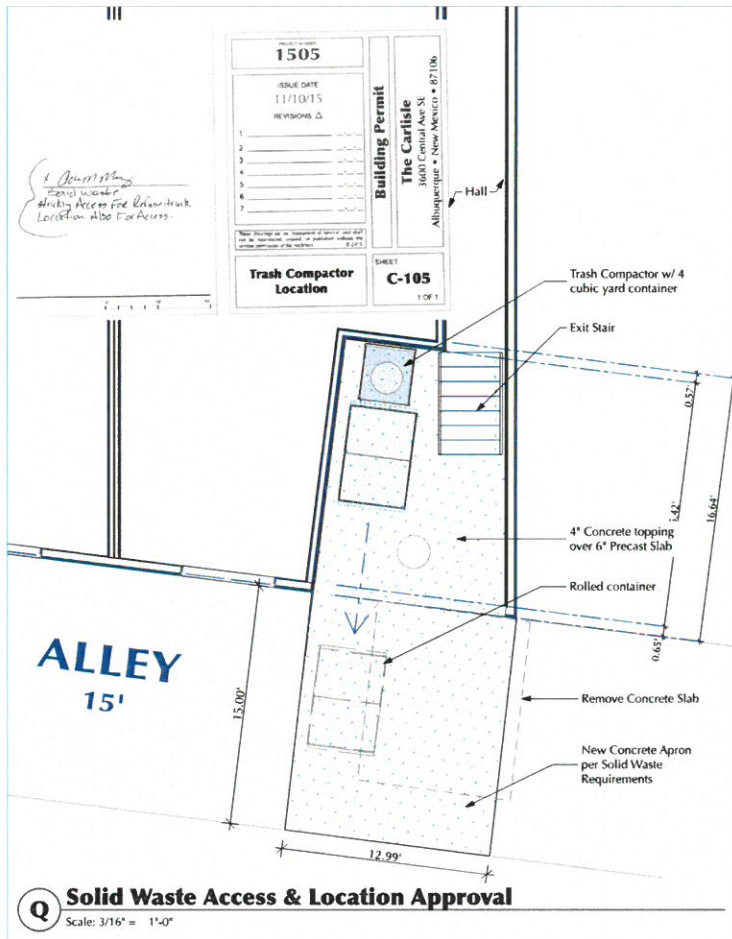 PROJECT NUMBER
1505
ISSUE DATE
11/10/15
REVISIONS △
1
2
3
4
5
6
7
Trash Compactor
Location
Building Permit
The Carlisle
3600 Central Ave SE
Albuquerque • New Mexico • 87106
SHEET
C-105
1 OF 1
Solid waste
Strickly Access For Refuse truck
Location Also For Access.
Hall
Trash Compactor w/ 4
cubic yard container
Exit Stair
0.57'
16.64'
4" Concrete topping
over 6" Precast Slab
Rolled container
0.65'
ALLEY
15'
15.00'
Remove Concrete Slab
New Concrete Apron
per Solid Waste
Requirements
12.99'
Q
Solid Waste Access & Location Approval
Scale: 3/16" = 1'-0"